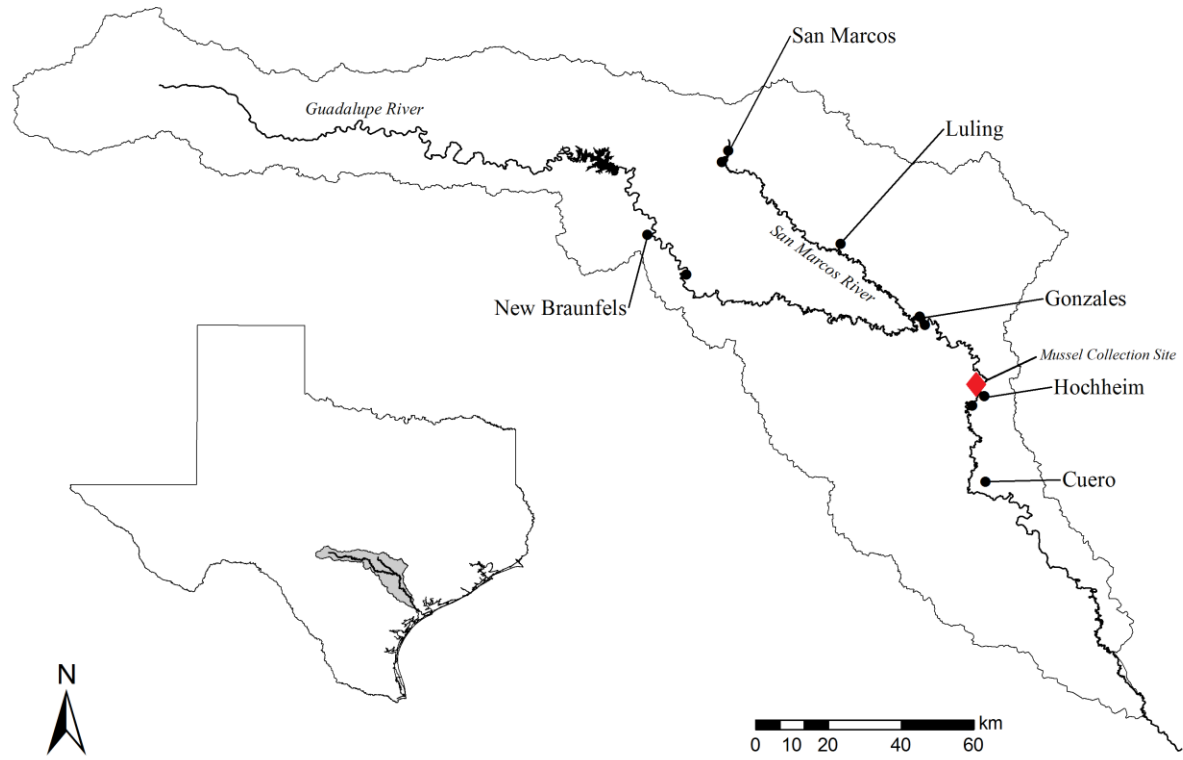 San Marcos
Guadalupe River
Luling
San Marcos River
New Braunfels
Gonzales
Mussel Collection Site
Hochheim
Cuero
N
km
0 10 20 40 60